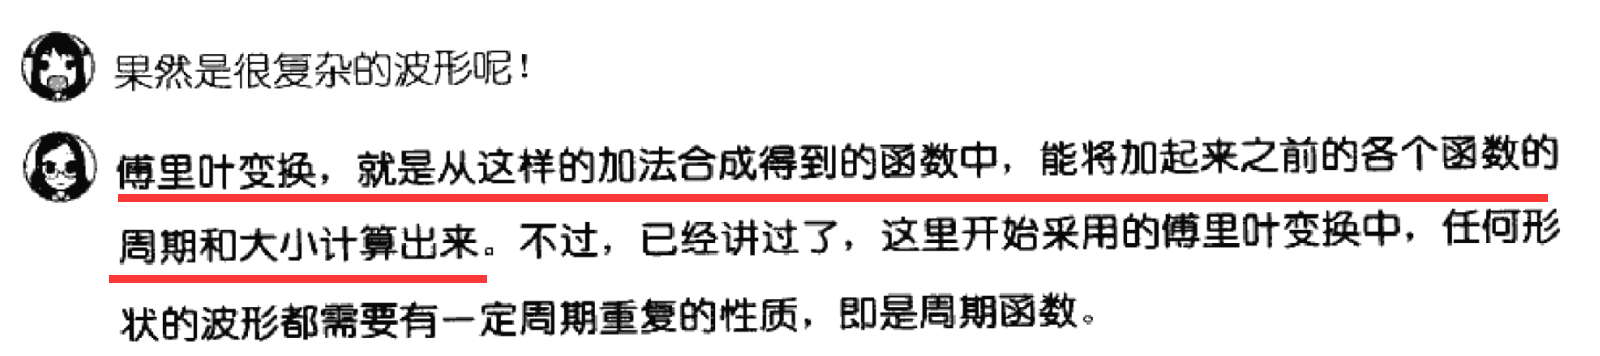 果然是很复杂的波形呢！
傅里叶变换，就是从这样的加法合成得到的函数中，能将加起来之前的各个函数的
周期和大小计算出来。不过，已经讲过了，这里开始采用的傅里叶变换中，任何形
状的波形都需要有一定周期重复的性质，即是周期函数。